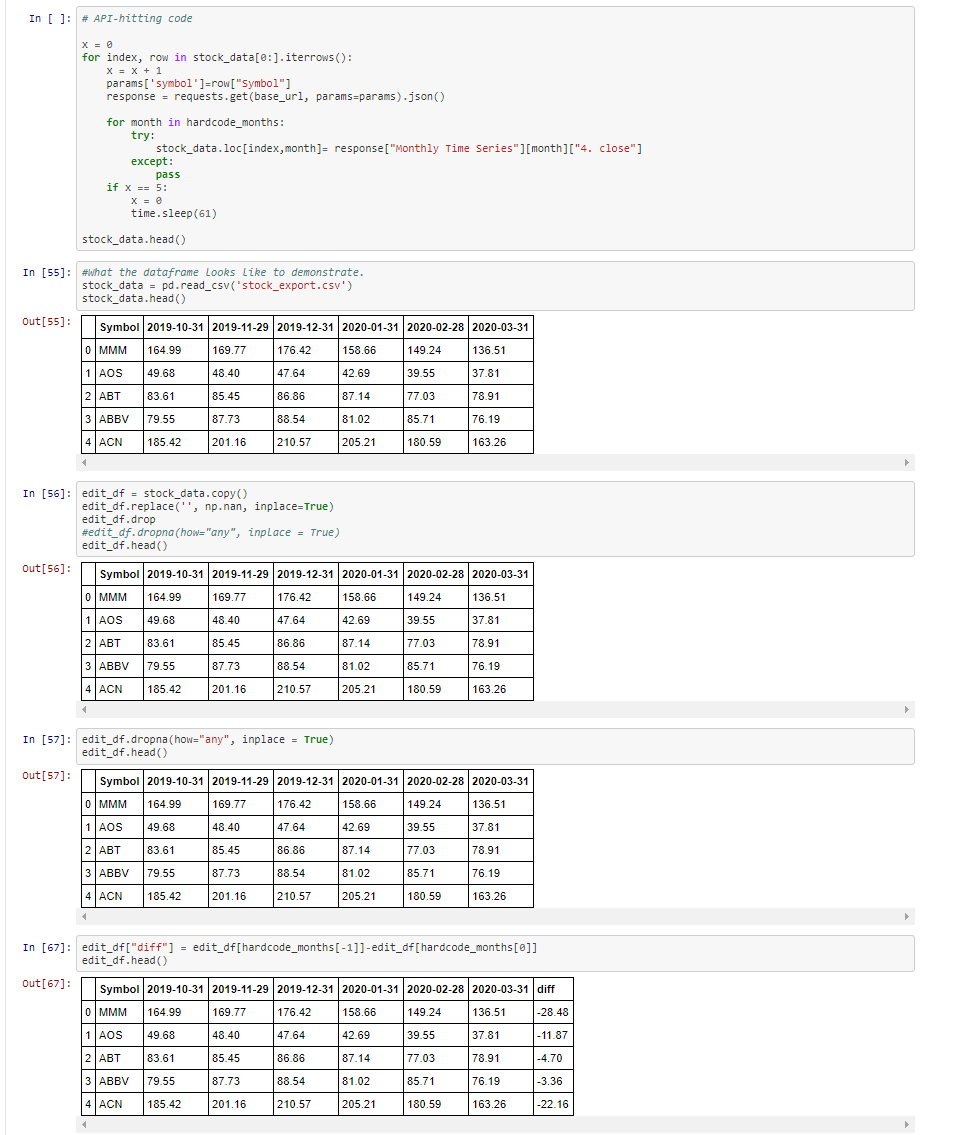 In [ ]:
# API-hitting code
x = 0
for index, row in stock_data[0:].iterrows():
    x = x + 1
    params['symbol']=row["Symbol"]
    response = requests.get(base_url, params=params).json()
    for month in hardcode_months:
        try:
            stock_data.loc[index,month]= response["Monthly Time Series"][month]["4. close"]
        except:
            pass
    if x == 5:
        x = 0
        time.sleep(61)
stock_data.head()
In [55]:
#What the dataframe looks like to demonstrate.
stock_data = pd.read_csv('stock_export.csv')
stock_data.head()
Out[55]:
Symbol 2019-10-31 2019-11-29 2019-12-31 2020-01-31 2020-02-28 2020-03-31
0 MMM 164.99 169.77 176.42 158.66 149.24 136.51
1 AOS 49.68 48.40 47.64 42.69 39.55 37.81
2 ABT 83.61 85.45 86.86 87.14 77.03 78.91
3 ABBV 79.55 87.73 88.54 81.02 85.71 76.19
4 ACN 185.42 201.16 210.57 205.21 180.59 163.26
In [56]:
edit_df = stock_data.copy()
edit_df.replace('', np.nan, inplace=True)
edit_df.drop
#edit_df.dropna(how="any", inplace = True)
edit_df.head()
Out[56]:
Symbol 2019-10-31 2019-11-29 2019-12-31 2020-01-31 2020-02-28 2020-03-31
0 MMM 164.99 169.77 176.42 158.66 149.24 136.51
1 AOS 49.68 48.40 47.64 42.69 39.55 37.81
2 ABT 83.61 85.45 86.86 87.14 77.03 78.91
3 ABBV 79.55 87.73 88.54 81.02 85.71 76.19
4 ACN 185.42 201.16 210.57 205.21 180.59 163.26
In [57]:
edit_df.dropna(how="any", inplace = True)
edit_df.head()
Out[57]:
Symbol 2019-10-31 2019-11-29 2019-12-31 2020-01-31 2020-02-28 2020-03-31
0 MMM 164.99 169.77 176.42 158.66 149.24 136.51
1 AOS 49.68 48.40 47.64 42.69 39.55 37.81
2 ABT 83.61 85.45 86.86 87.14 77.03 78.91
3 ABBV 79.55 87.73 88.54 81.02 85.71 76.19
4 ACN 185.42 201.16 210.57 205.21 180.59 163.26
In [67]:
edit_df["diff"] = edit_df[hardcode_months[-1]]-edit_df[hardcode_months[0]]
edit_df.head()
Out[67]:
Symbol 2019-10-31 2019-11-29 2019-12-31 2020-01-31 2020-02-28 2020-03-31 diff
0 MMM 164.99 169.77 176.42 158.66 149.24 136.51 -28.48
1 AOS 49.68 48.40 47.64 42.69 39.55 37.81 -11.87
2 ABT 83.61 85.45 86.86 87.14 77.03 78.91 -4.70
3 ABBV 79.55 87.73 88.54 81.02 85.71 76.19 -3.36
4 ACN 185.42 201.16 210.57 205.21 180.59 163.26 -22.16